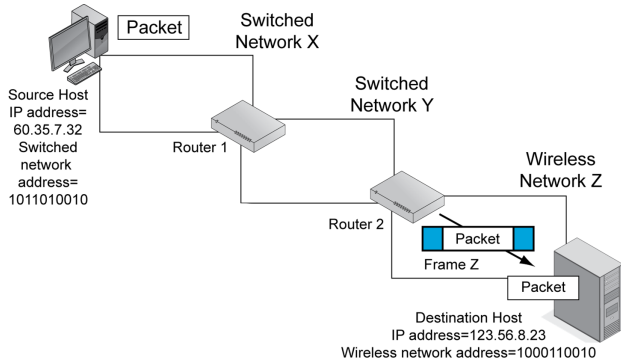 Packet
Switched
Network X
Source Host
IP address=
60.35.7.32
Switched
network
address=
1011010010
Router 1
Switched
Network Y
Router 2
Wireless
Network Z
Packet
Frame Z
Packet
Destination Host
IP address=123.56.8.23
Wireless network address=1000110010